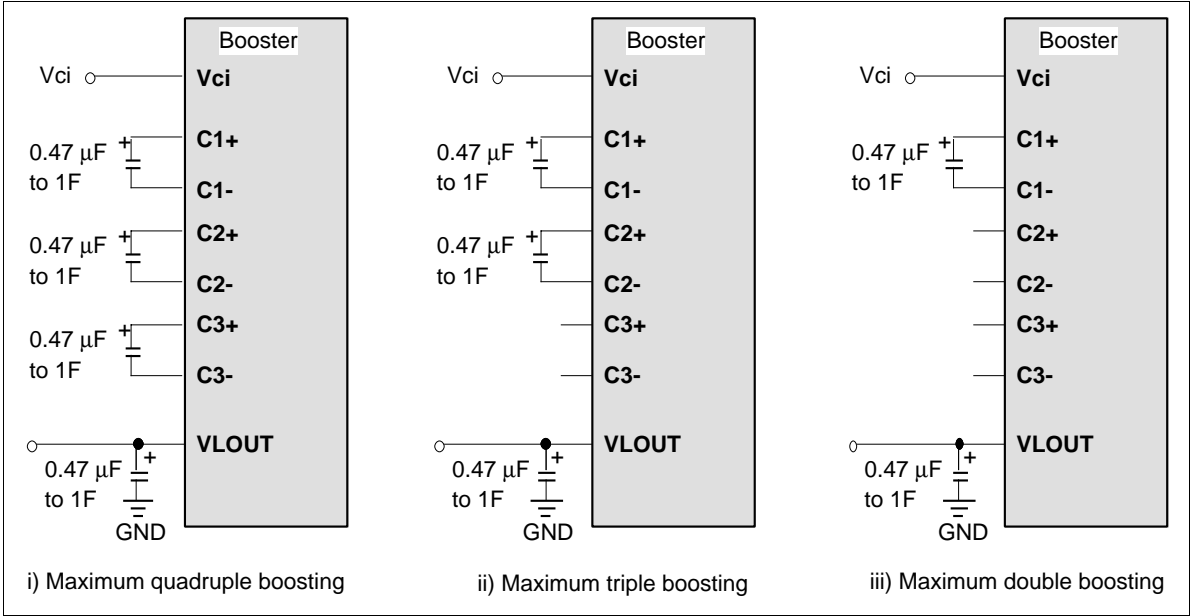 Booster
Vci
Vci
C1+
0.47 μF
to 1F
+
C1-
C2+
0.47 μF
to 1F
+
C2-
C3+
0.47 μF
to 1F
+
C3-
VLOUT
0.47 μF
to 1F
+
GND
i) Maximum quadruple boosting
Booster
Vci
Vci
C1+
0.47 μF
to 1F
+
C1-
C2+
0.47 μF
to 1F
+
C2-
C3+
C3-
VLOUT
0.47 μF
to 1F
+
GND
ii) Maximum triple boosting
Booster
Vci
Vci
C1+
0.47 μF
to 1F
+
C1-
C2+
C2-
C3+
C3-
VLOUT
0.47 μF
to 1F
+
GND
iii) Maximum double boosting